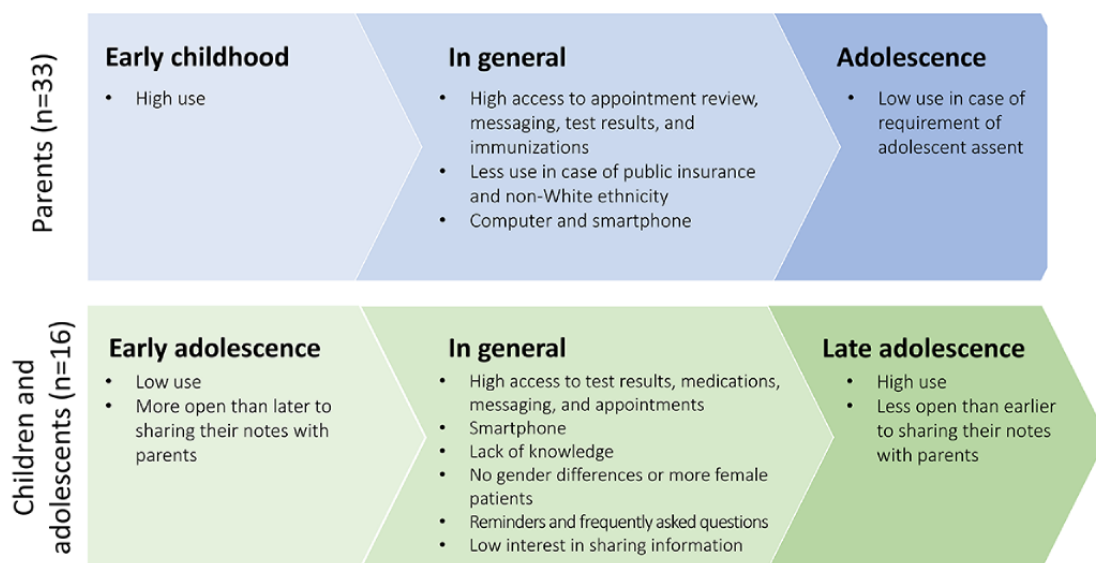 Parents (n=33)
Early childhood
• High use
In general
• High access to appointment review,
messaging, test results, and
immunizations
• Less use in case of public insurance
and non-White ethnicity
• Computer and smartphone
Adolescence
• Low use in case of
requirement of
adolescent assent
Children and
adolescents (n=16)
Early adolescence
• Low use
• More open than later to
sharing their notes with
parents
In general
• High access to test results, medications,
messaging, and appointments
• Smartphone
• Lack of knowledge
• No gender differences or more female
patients
• Reminders and frequently asked questions
• Low interest in sharing information
Late adolescence
• High use
• Less open than earlier
to sharing their notes
with parents